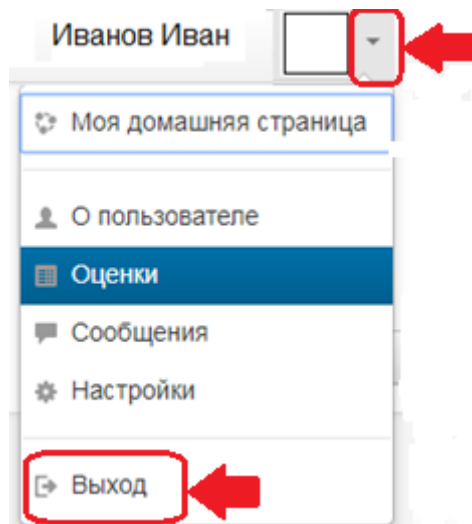 Иванов Иван
Моя домашняя страница
О пользователе
Оценки
Сообщения
Настройки
Выход